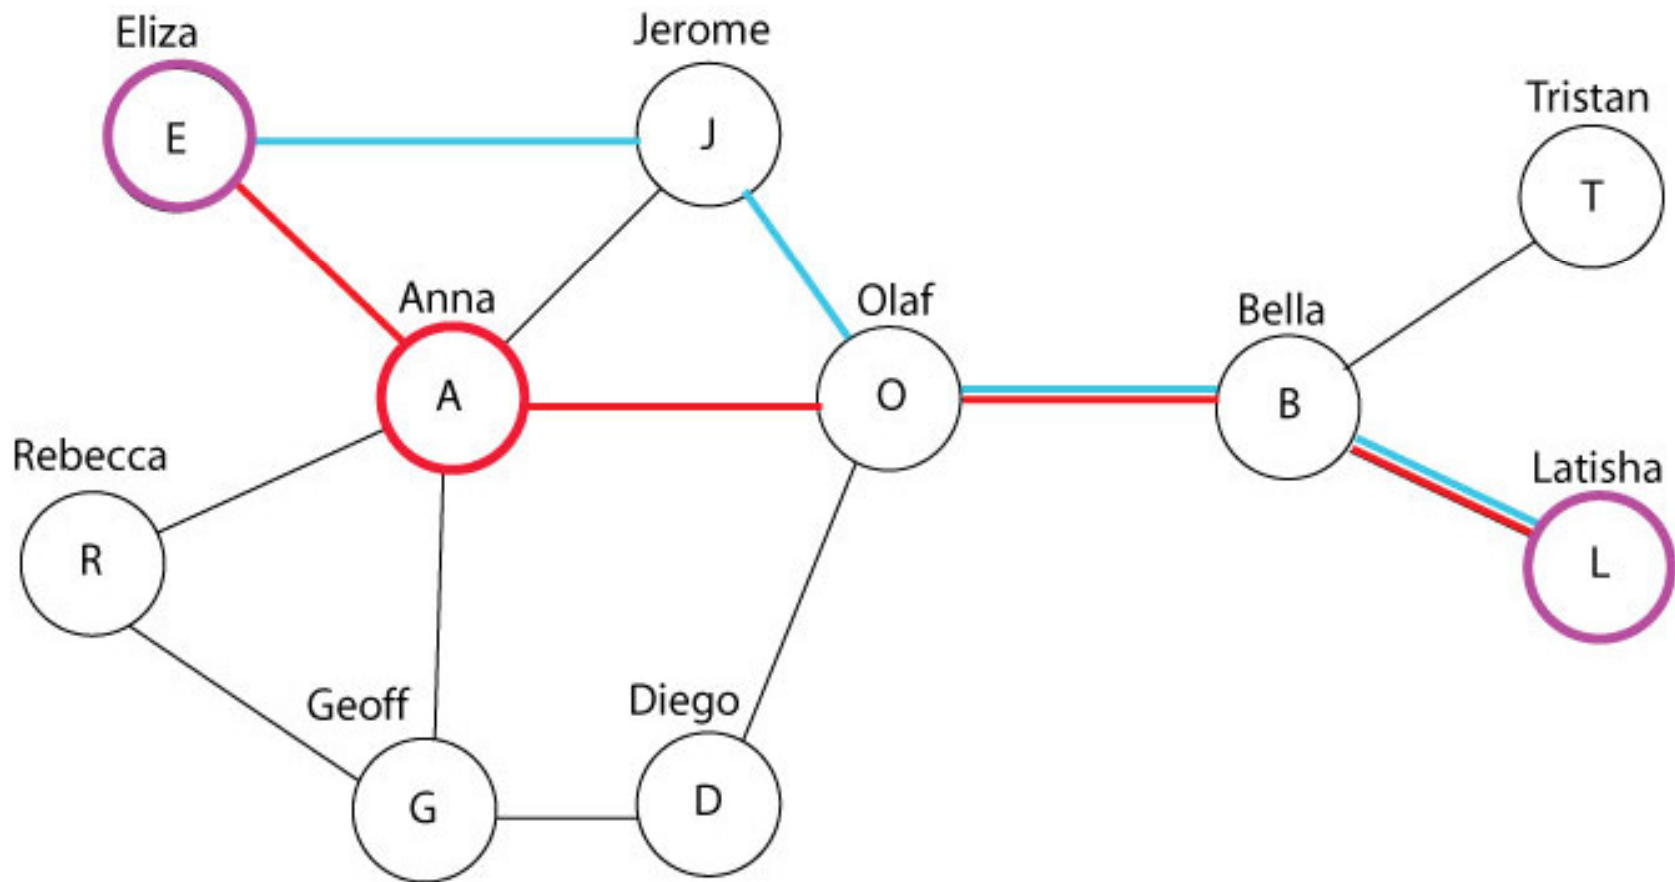 Eliza
Jerome
E
J
Tristan
T
Anna
Olaf
Bella
A
O
B
Rebecca
Latisha
R
L
Geoff
Diego
G
D